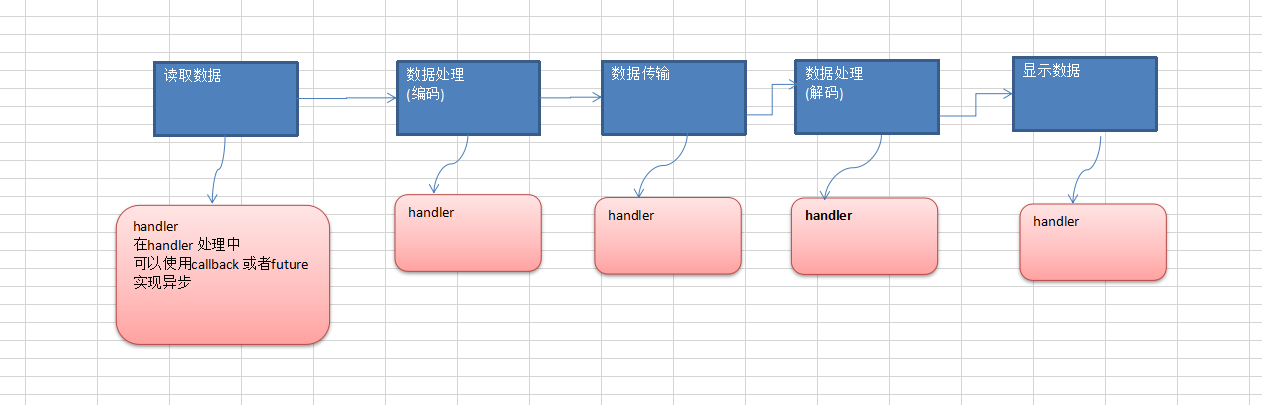 读取数据
数据处理
(编码)
数据传输
数据处理
(解码)
显示数据
handler
在handler 处理中
可以使用callback 或者future
实现异步
handler
handler
handler
handler